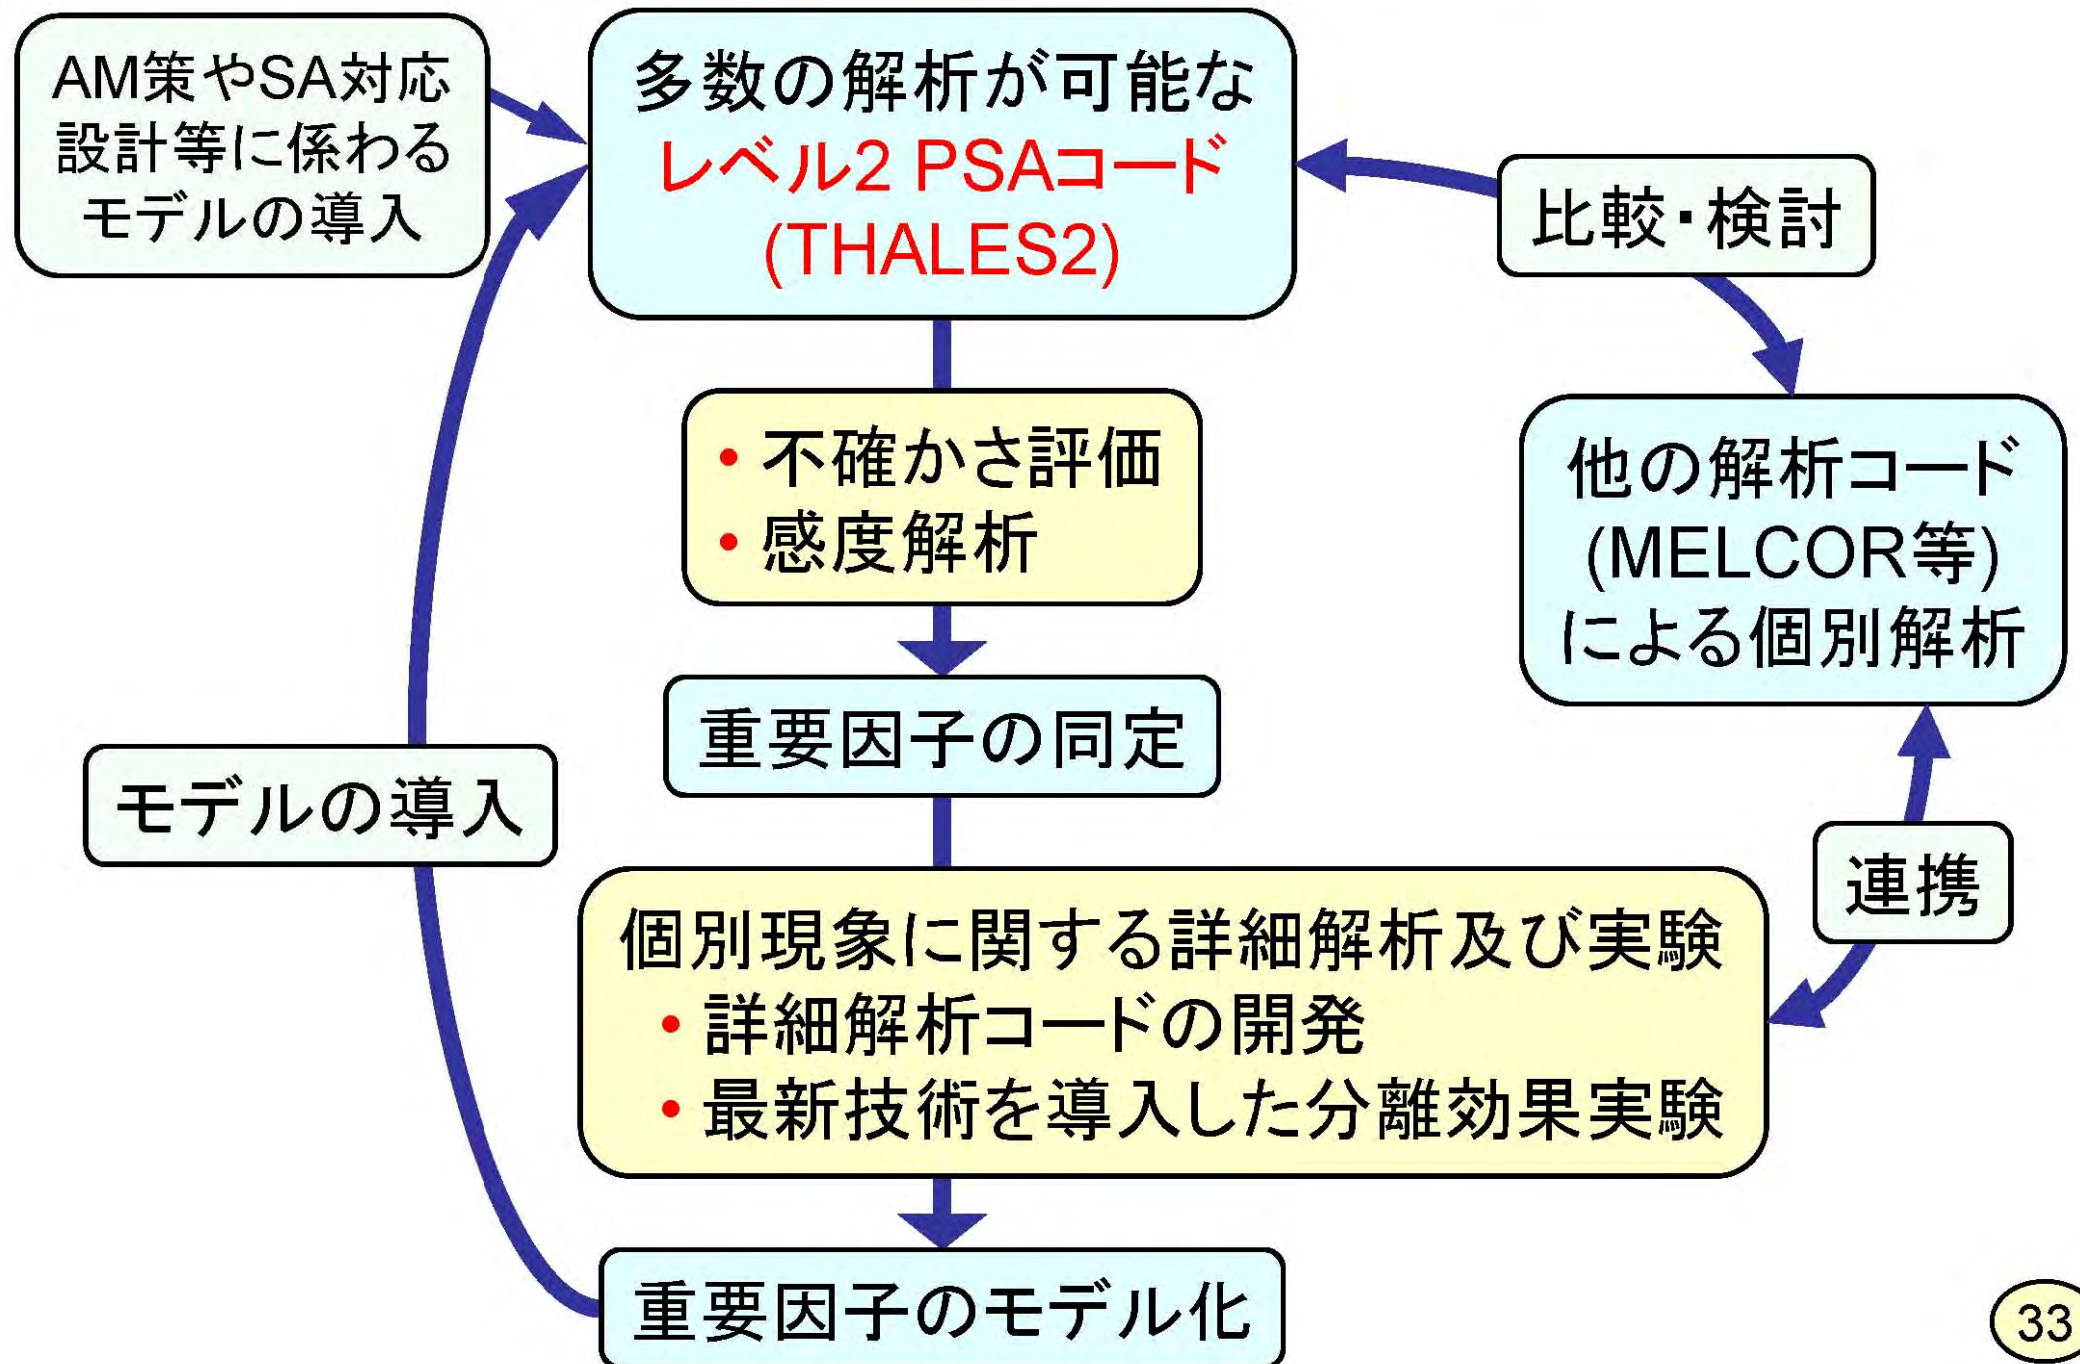 AM策やSA対応
設計等に係わる
モデルの導入
多数の解析が可能な
レベル2 PSAコード
(THALES2)
比較・検討
• 不確かさ評価
• 感度解析
他の解析コード
(MELCOR等)
による個別解析
重要因子の同定
モデルの導入
連携
個別現象に関する詳細解析及び実験
• 詳細解析コードの開発
• 最新技術を導入した分離効果実験
重要因子のモデル化
33